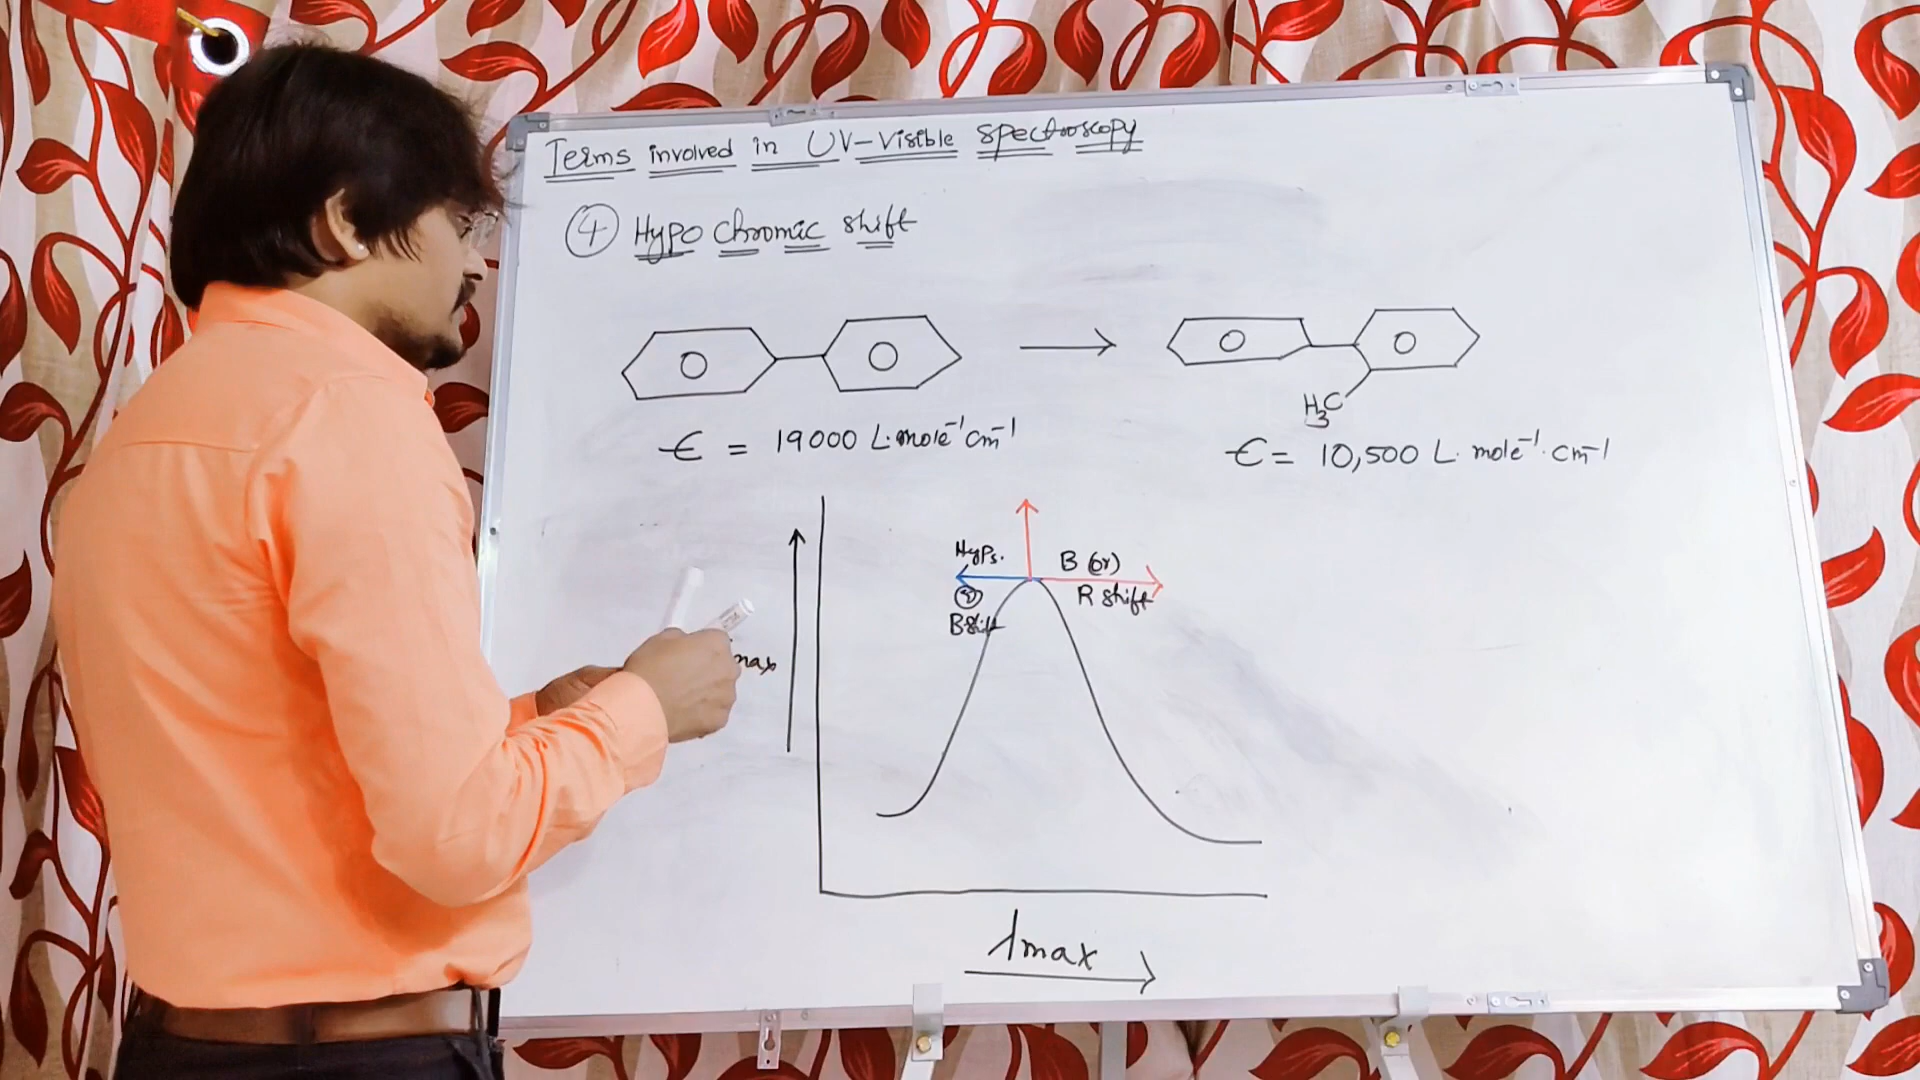 Terms involved in UV-Visible spectroscopy
④ Hypo chromic shift
H₃C
Є = 19000 L.mole⁻¹cm⁻¹
Є = 10,500 L. mole⁻¹. cm⁻¹
Hyps. B (or)
R shift
B shift
max
λmax